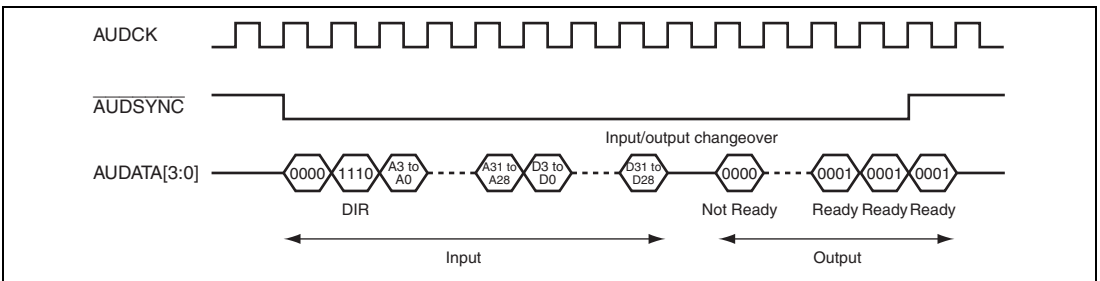 AUDCK
AUDSYNC
Input/output changeover
AUDATA[3:0]
0000
1110
A3 to
A0
A31 to
A28
D3 to
D0
D31 to
D28
0000
0001
0001
0001
DIR
Not Ready
Ready
Ready
Ready
Input
Output